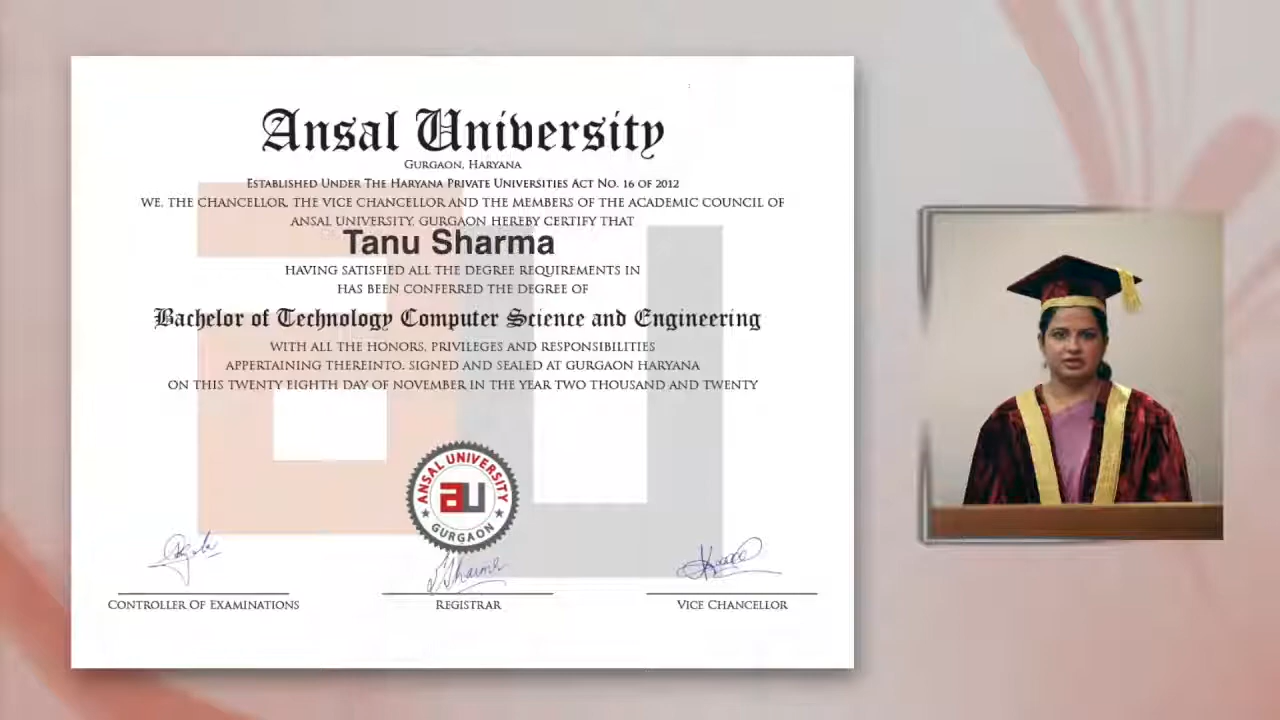 Ansal University
GURGAON, HARYANA
ESTABLISHED UNDER THE HARYANA PRIVATE UNIVERSITIES ACT NO. 16 OF 2012
WE, THE CHANCELLOR, THE VICE CHANCELLOR AND THE MEMBERS OF THE ACADEMIC COUNCIL OF
ANSAL UNIVERSITY, GURGAON HEREBY CERTIFY THAT
Tanu Sharma
HAVING SATISFIED ALL THE DEGREE REQUIREMENTS IN
HAS BEEN CONFERRED THE DEGREE OF
Bachelor of Technology Computer Science and Engineering
WITH ALL THE HONORS, PRIVILEGES AND RESPONSIBILITIES
APPERTAINING THEREINTO. SIGNED AND SEALED AT GURGAON HARYANA
ON THIS TWENTY EIGHTH DAY OF NOVEMBER IN THE YEAR TWO THOUSAND AND TWENTY
ANSAL UNIVERSITY
au
GURGAON
CONTROLLER OF EXAMINATIONS
REGISTRAR
VICE CHANCELLOR